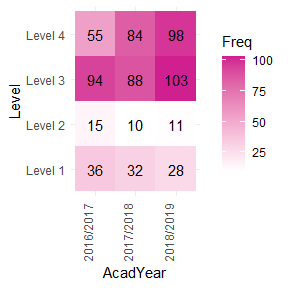 Level 4 55 84 98
Level 3 94 88 103
Level 2 15 10 11
Level 1 36 32 28
2016/2017 2017/2018 2018/2019
AcadYear
Level
Freq
100
75
50
25